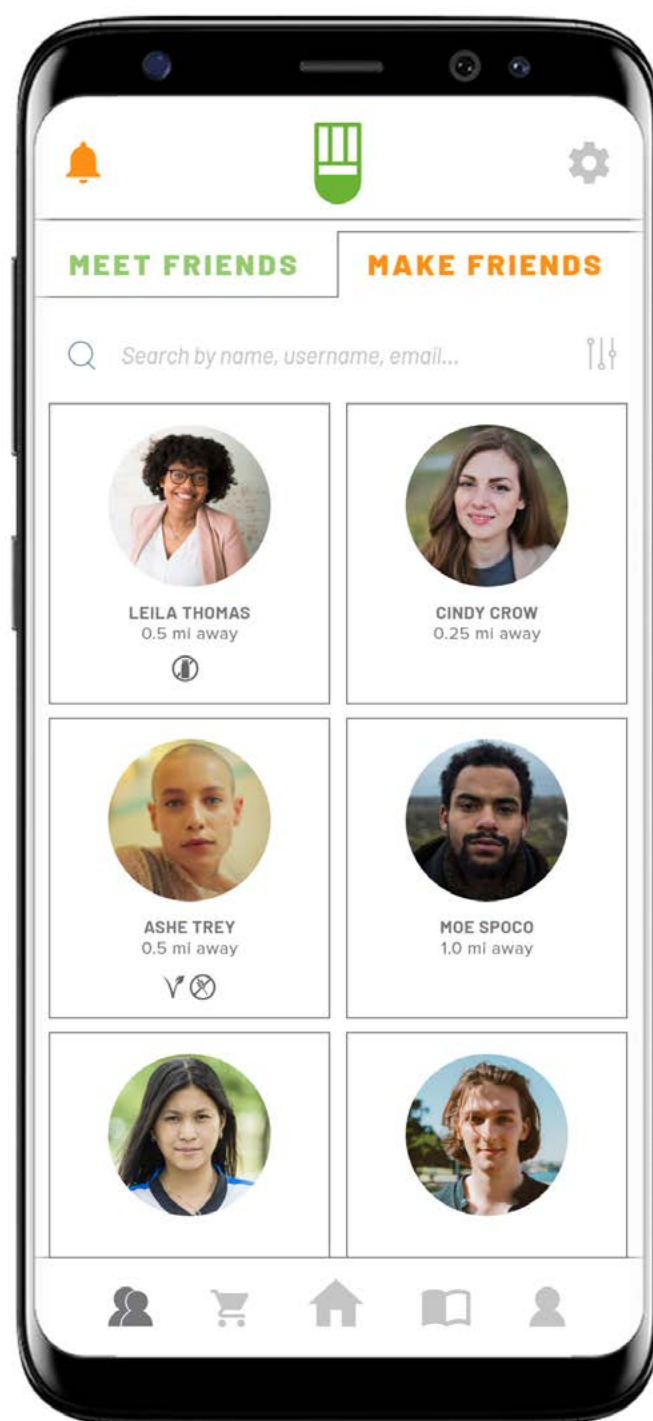 MEET FRIENDS
MAKE FRIENDS
Search by name, username, email...
LEILA THOMAS
0.5 mi away
CINDY CROW
0.25 mi away
ASHE TREY
0.5 mi away
MOE SPOCO
1.0 mi away